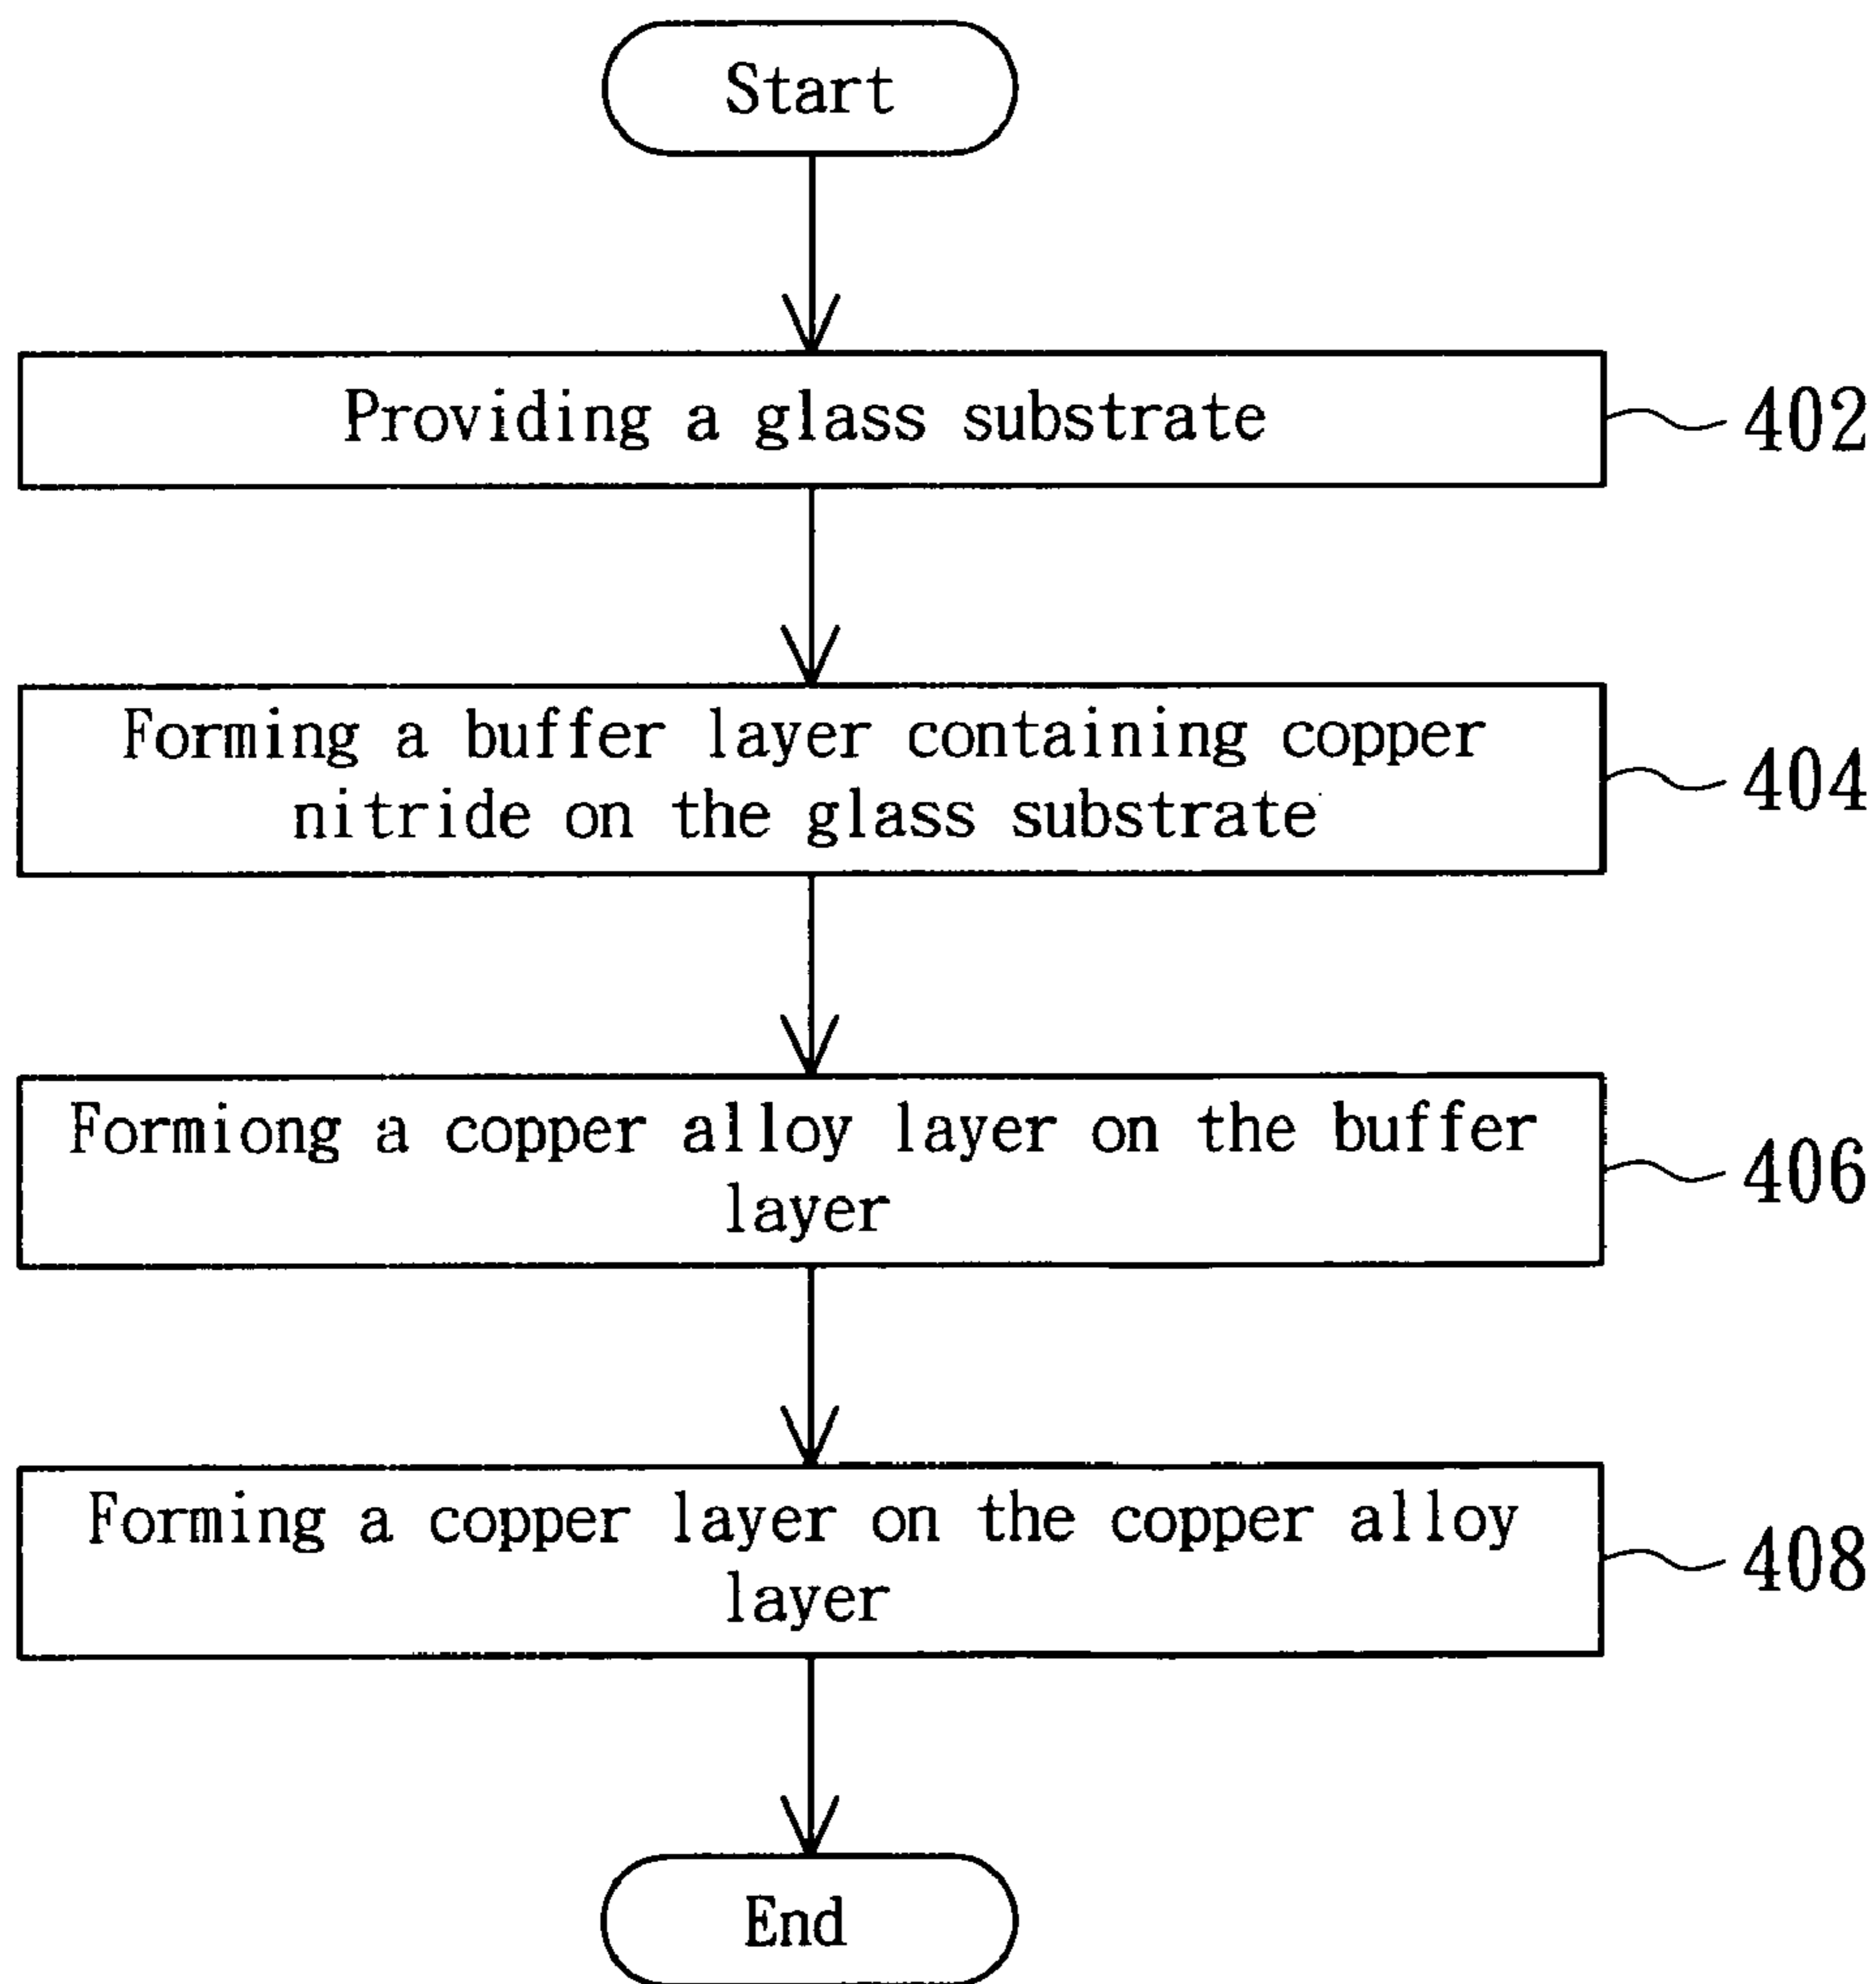 Start
Providing a glass substrate
402
Forming a buffer layer containing copper
nitride on the glass substrate
404
Formiong a copper alloy layer on the buffer
layer
406
Forming a copper layer on the copper alloy
layer
408
End